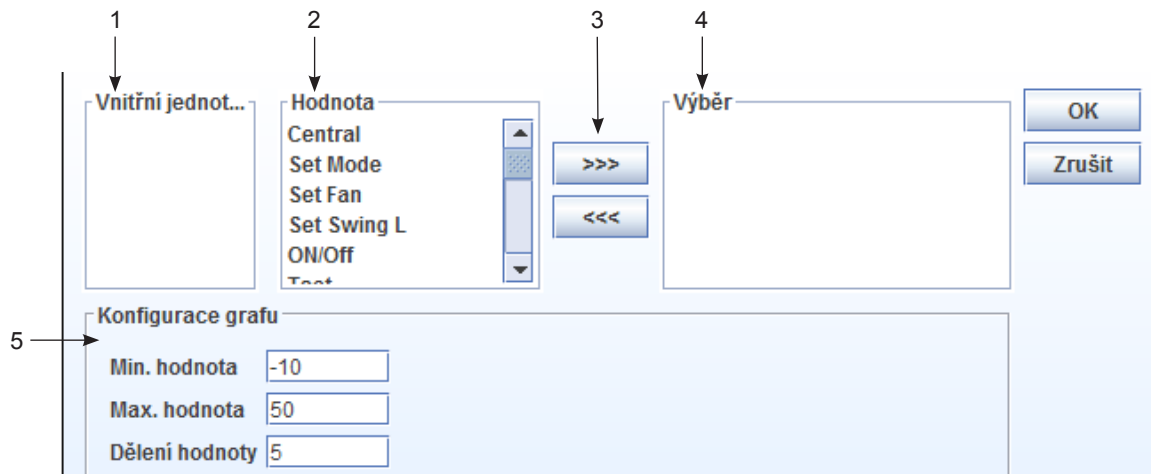 1 2 3 4
Vnitřní jednot... Hodnota Výběr
Central
Set Mode
Set Fan
Set Swing L
ON/Off
>>>
<<<
OK
Zrušit
5
Konfigurace grafu
Min. hodnota -10
Max. hodnota 50
Dělení hodnoty 5